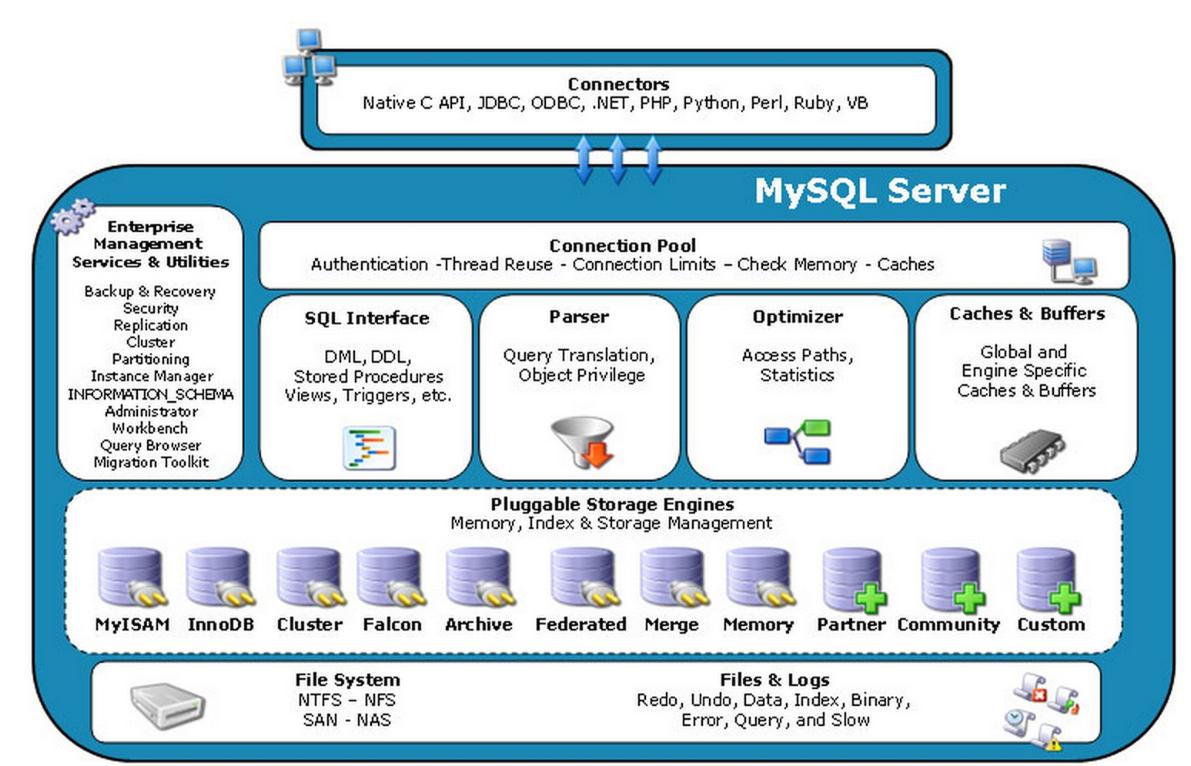 Connectors
Native C API, JDBC, ODBC, .NET, PHP, Python, Perl, Ruby, VB
MySQL Server
Enterprise
Management
Services & Utilities
Backup & Recovery
Security
Replication
Cluster
Partitioning
Instance Manager
INFORMATION_SCHEMA
Administrator
Workbench
Query Browser
Migration Toolkit
Connection Pool
Authentication -Thread Reuse - Connection Limits – Check Memory - Caches
SQL Interface
DML, DDL,
Stored Procedures
Views, Triggers, etc.
Parser
Query Translation,
Object Privilege
Optimizer
Access Paths,
Statistics
Caches & Buffers
Global and
Engine Specific
Caches & Buffers
Pluggable Storage Engines
Memory, Index & Storage Management
MyISAM InnoDB Cluster Falcon Archive Federated Merge Memory Partner Community Custom
File System
NTFS – NFS
SAN - NAS
Files & Logs
Redo, Undo, Data, Index, Binary,
Error, Query, and Slow